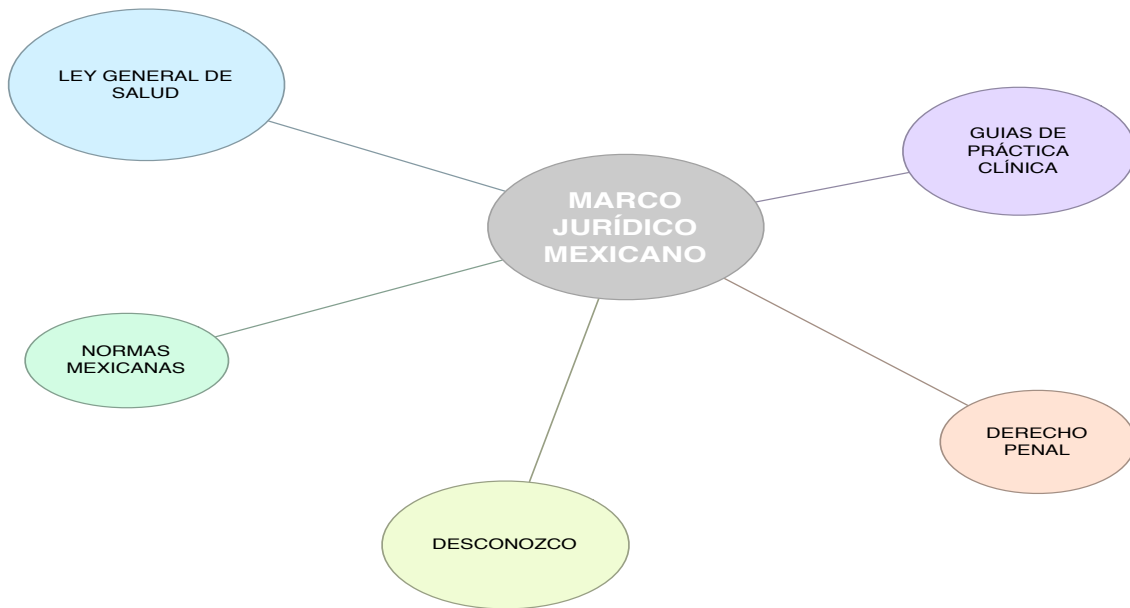 LEY GENERAL DE
SALUD
GUIAS DE
PRÁCTICA
CLÍNICA
MARCO
JURÍDICO
MEXICANO
NORMAS
MEXICANAS
DERECHO
PENAL
DESCONOZCO